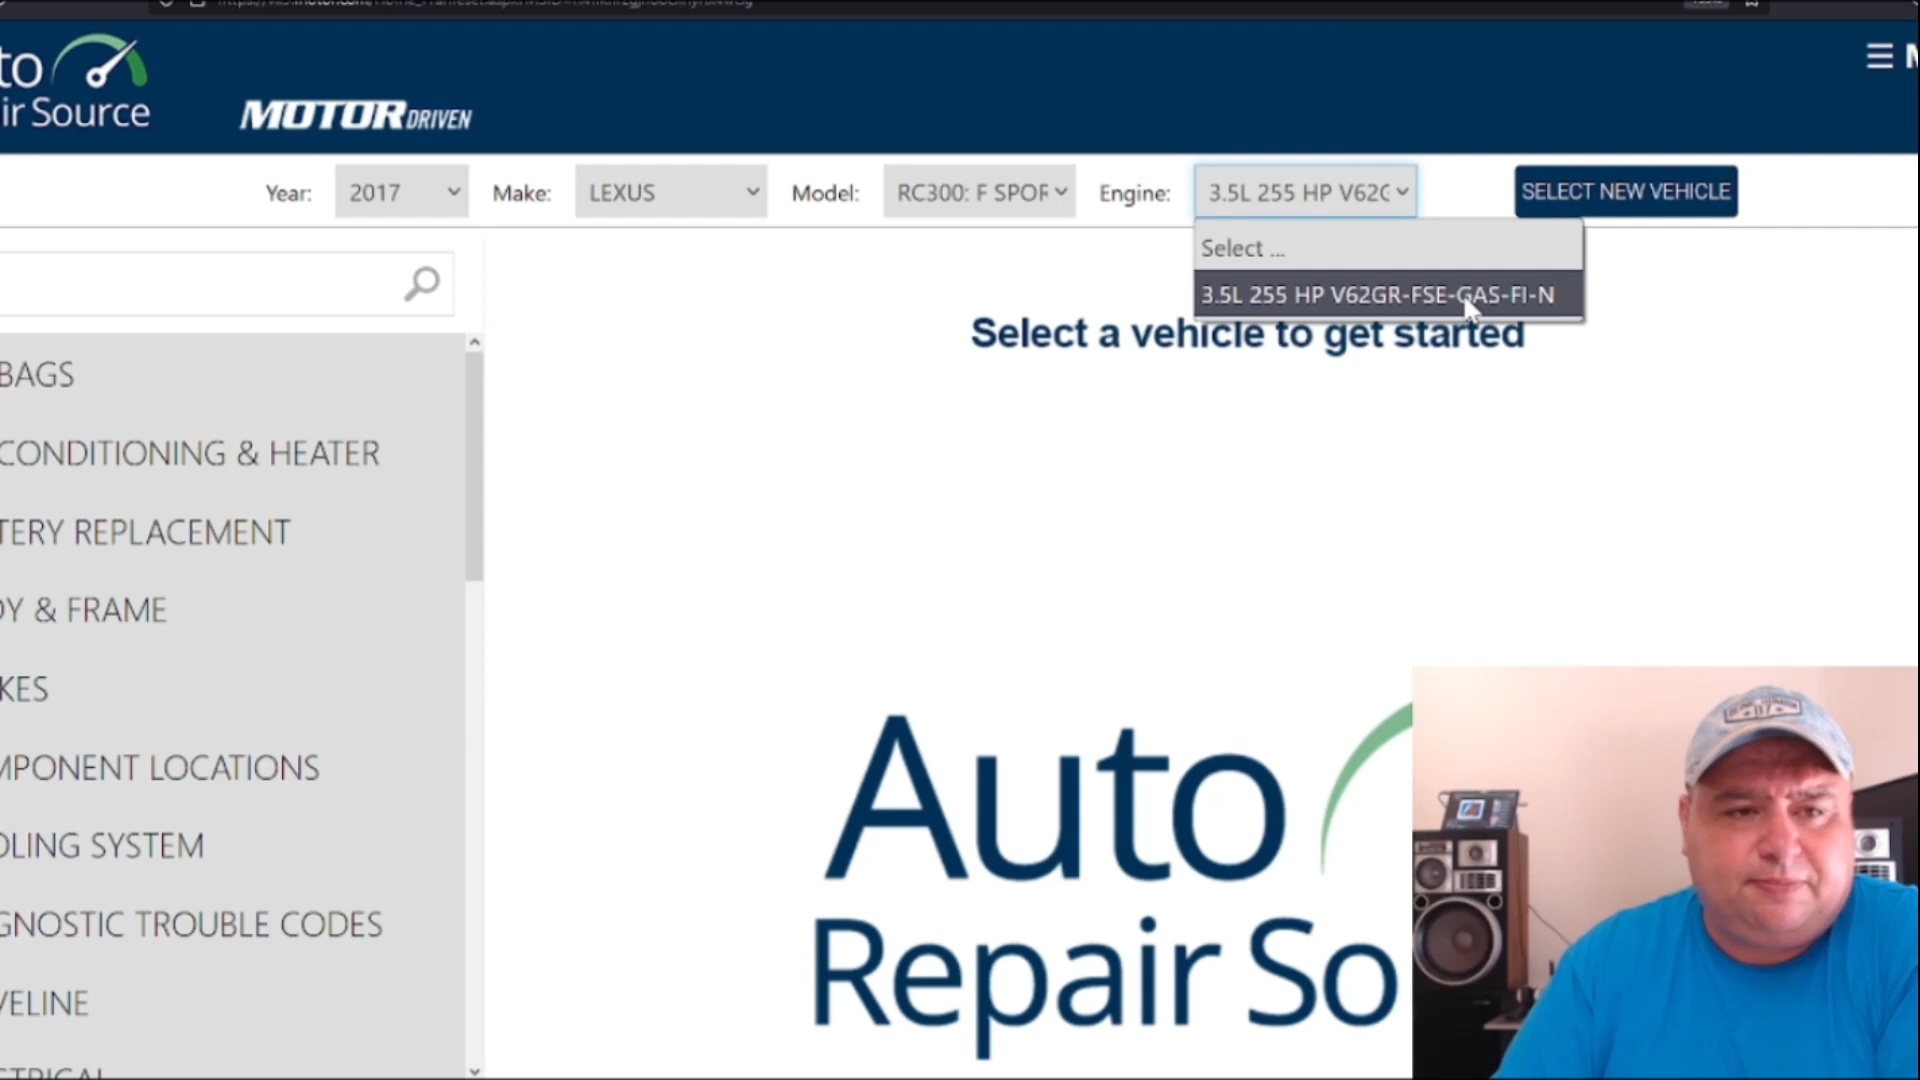 to
ir Source
MOTOR DRIVEN
Year:
2017
Make:
LEXUS
Model:
RC300: F SPOR
Engine:
3.5L 255 HP V62G
SELECT NEW VEHICLE
Select ...
3.5L 255 HP V62GR-FSE-GAS-FI-N
Select a vehicle to get started
BAGS
CONDITIONING & HEATER
TERY REPLACEMENT
DY & FRAME
KES
MPONENT LOCATIONS
OLING SYSTEM
GNOSTIC TROUBLE CODES
VELINE
Auto
Repair So